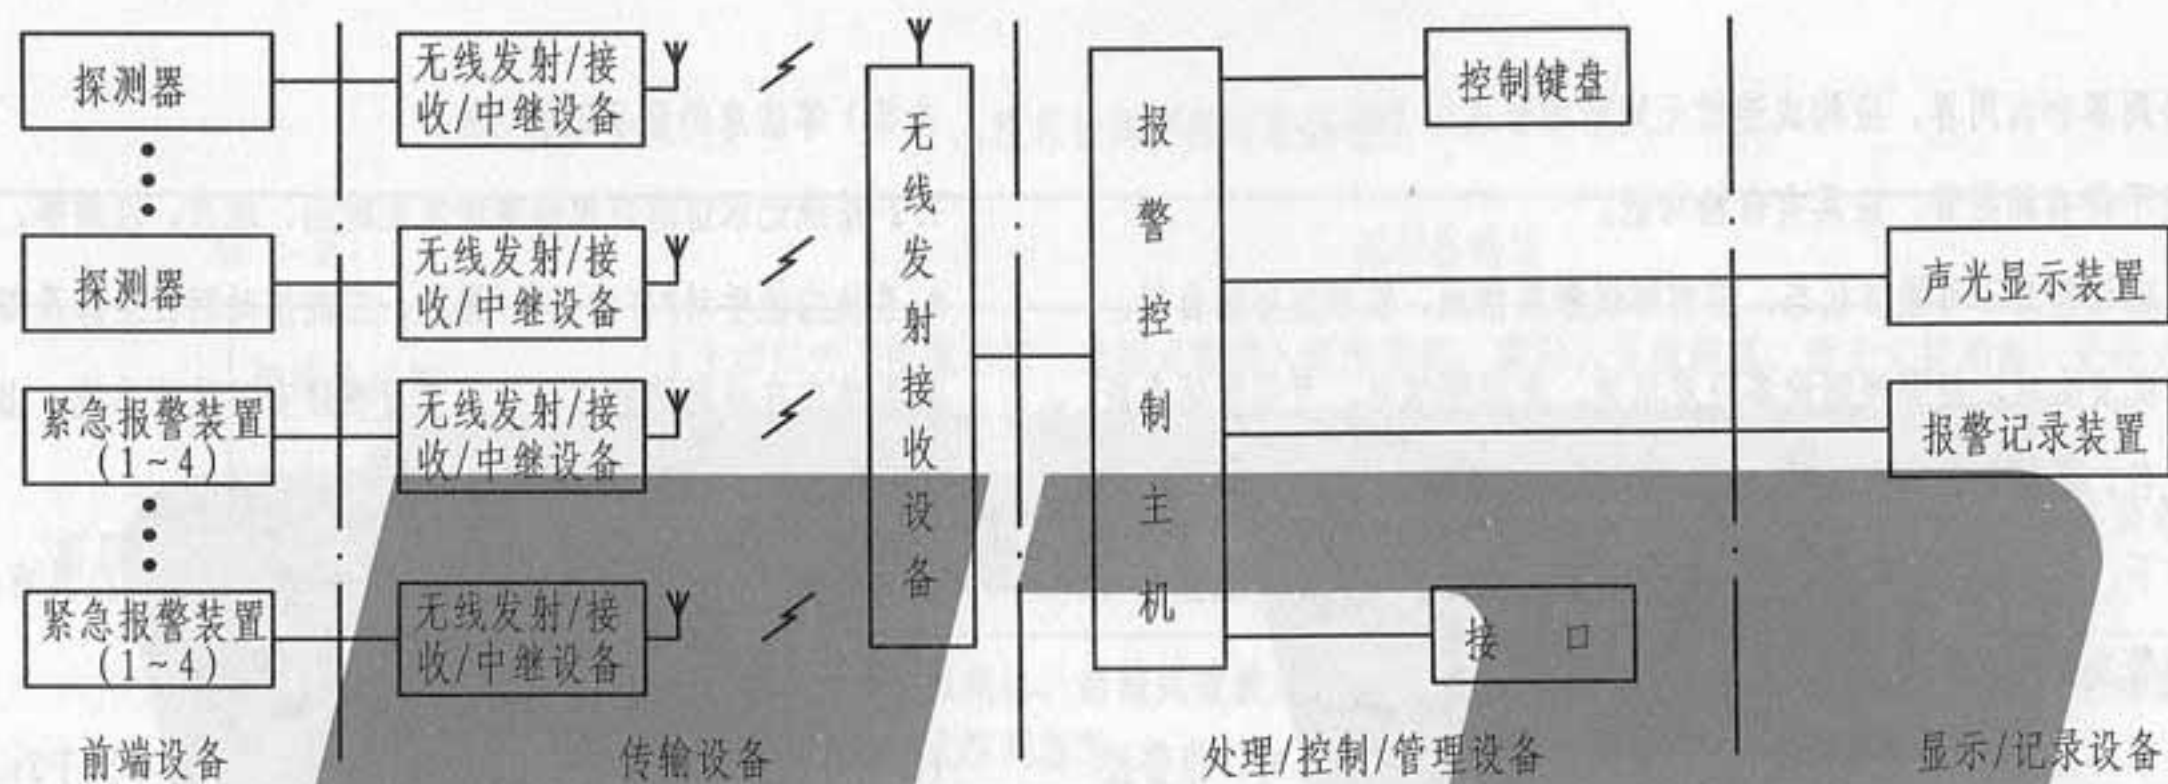 探测器
无线发射/接
收/中继设备
探测器
无线发射/接
收/中继设备
紧急报警装置
(1~4)
无线发射/接
收/中继设备
紧急报警装置
(1~4)
无线发射/接
收/中继设备
无线发射接收设备
报警控制主机
控制键盘
声光显示装置
报警记录装置
接 口
前端设备
传输设备
处理/控制/管理设备
显示/记录设备